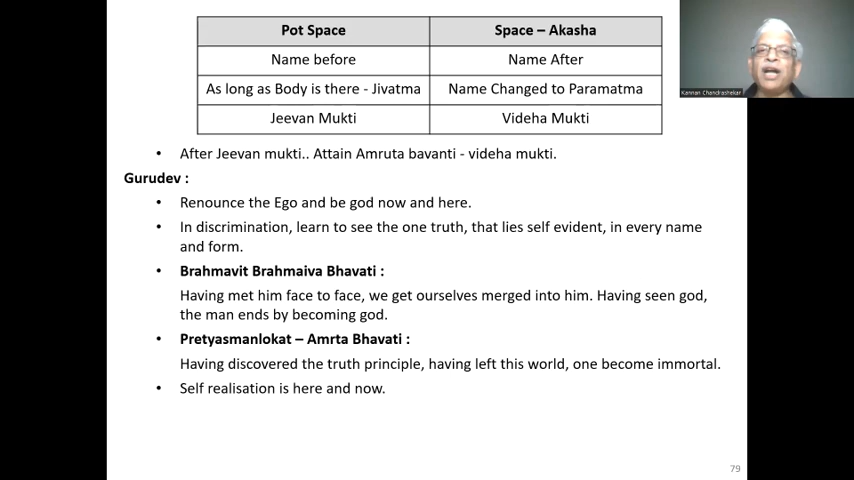 Pot Space Space – Akasha
Name before Name After
As long as Body is there - Jivatma Name Changed to Paramatma
Jeevan Mukti Videha Mukti
• After Jeevan mukti.. Attain Amruta bavanti - videha mukti.
Gurudev :
• Renounce the Ego and be god now and here.
• In discrimination, learn to see the one truth, that lies self evident, in every name
and form.
• Brahmavit Brahmaiva Bhavati :
Having met him face to face, we get ourselves merged into him. Having seen god,
the man ends by becoming god.
• Pretyasmanlokat – Amrta Bhavati :
Having discovered the truth principle, having left this world, one become immortal.
• Self realisation is here and now.
79
Kannan Chandrashekar